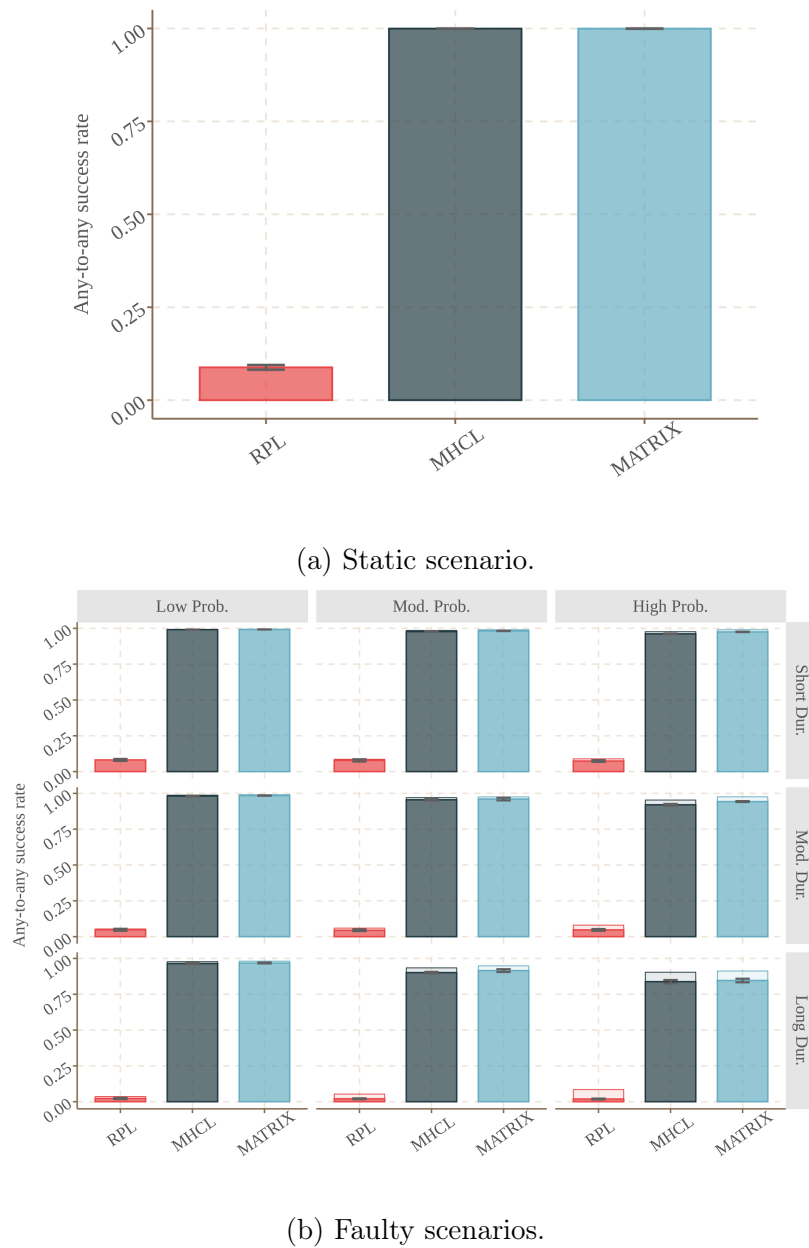 Any-to-any success rate
1.00
0.75
0.50
0.25
0.00
RPL
MHCL
MATRIX
(a) Static scenario.
Low Prob.
Mod. Prob.
High Prob.
Any-to-any success rate
1.00
0.75
0.50
0.25
0.00
Short Dur.
1.00
0.75
0.50
0.25
0.00
Mod. Dur.
1.00
0.75
0.50
0.25
0.00
Long Dur.
RPL
MHCL
MATRIX
RPL
MHCL
MATRIX
RPL
MHCL
MATRIX
(b) Faulty scenarios.